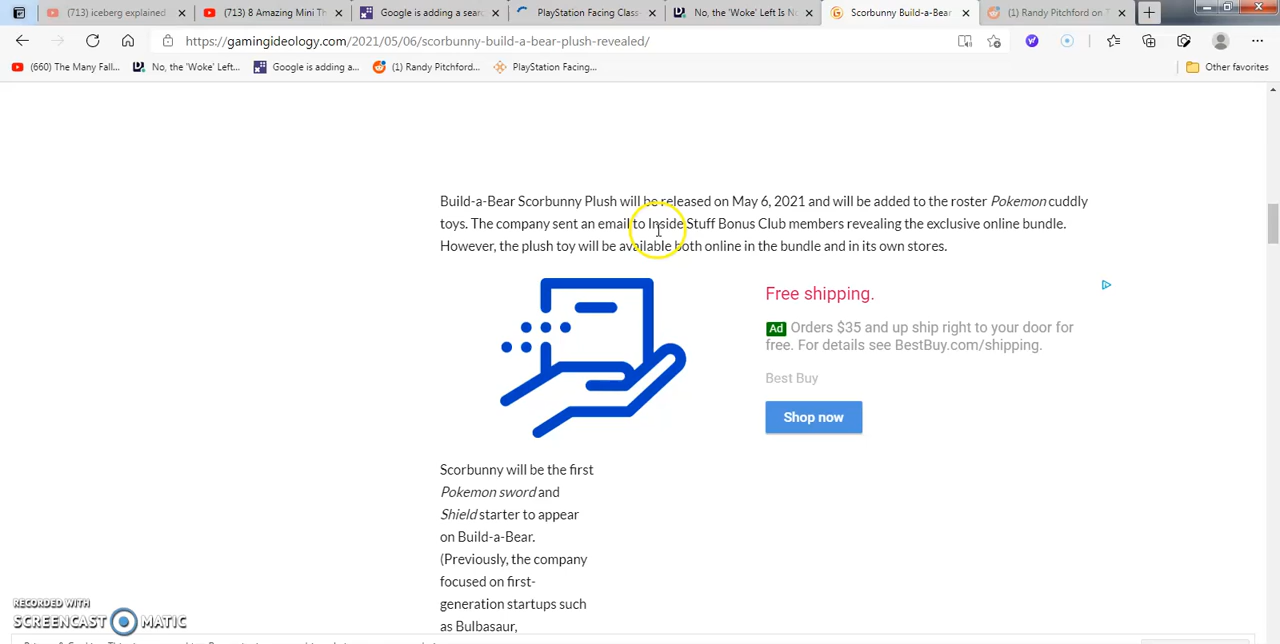 (713) iceberg explained
(713) 8 Amazing Mini Th
Google is adding a sear
PlayStation Facing Class
No, the 'Woke' Left Is N
Scorbunny Build-a-Bear
(1) Randy Pitchford on T
https://gamingideology.com/2021/05/06/scorbunny-build-a-bear-plush-revealed/
(660) The Many Fall...
No, the 'Woke' Left...
Google is adding a...
(1) Randy Pitchford...
PlayStation Facing...
Other favorites
Build-a-Bear Scorbunny Plush will be released on May 6, 2021 and will be added to the roster Pokemon cuddly
toys. The company sent an email to Inside Stuff Bonus Club members revealing the exclusive online bundle.
However, the plush toy will be available both online in the bundle and in its own stores.
Free shipping.
Ad Orders $35 and up ship right to your door for
free. For details see BestBuy.com/shipping.
Best Buy
Shop now
Scorbunny will be the first
Pokemon sword and
Shield starter to appear
on Build-a-Bear.
(Previously, the company
focused on first-
generation startups such
as Bulbasaur,
RECORDED WITH
SCREENCAST MATIC